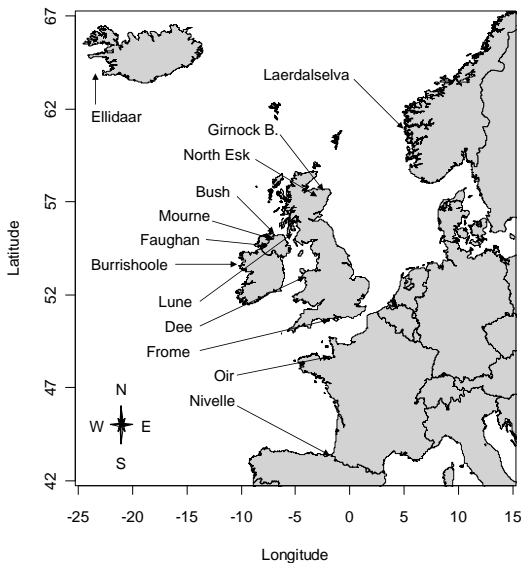 67
62
57
52
47
42
Latitude
Ellidaar
Laerdalselva
Girnock B.
North Esk
Bush
Mourne
Faughan
Burrishoole
Lune
Dee
Frome
Oir
Nivelle
N
W E
S
-25 -20 -15 -10 -5 0 5 10 15
Longitude